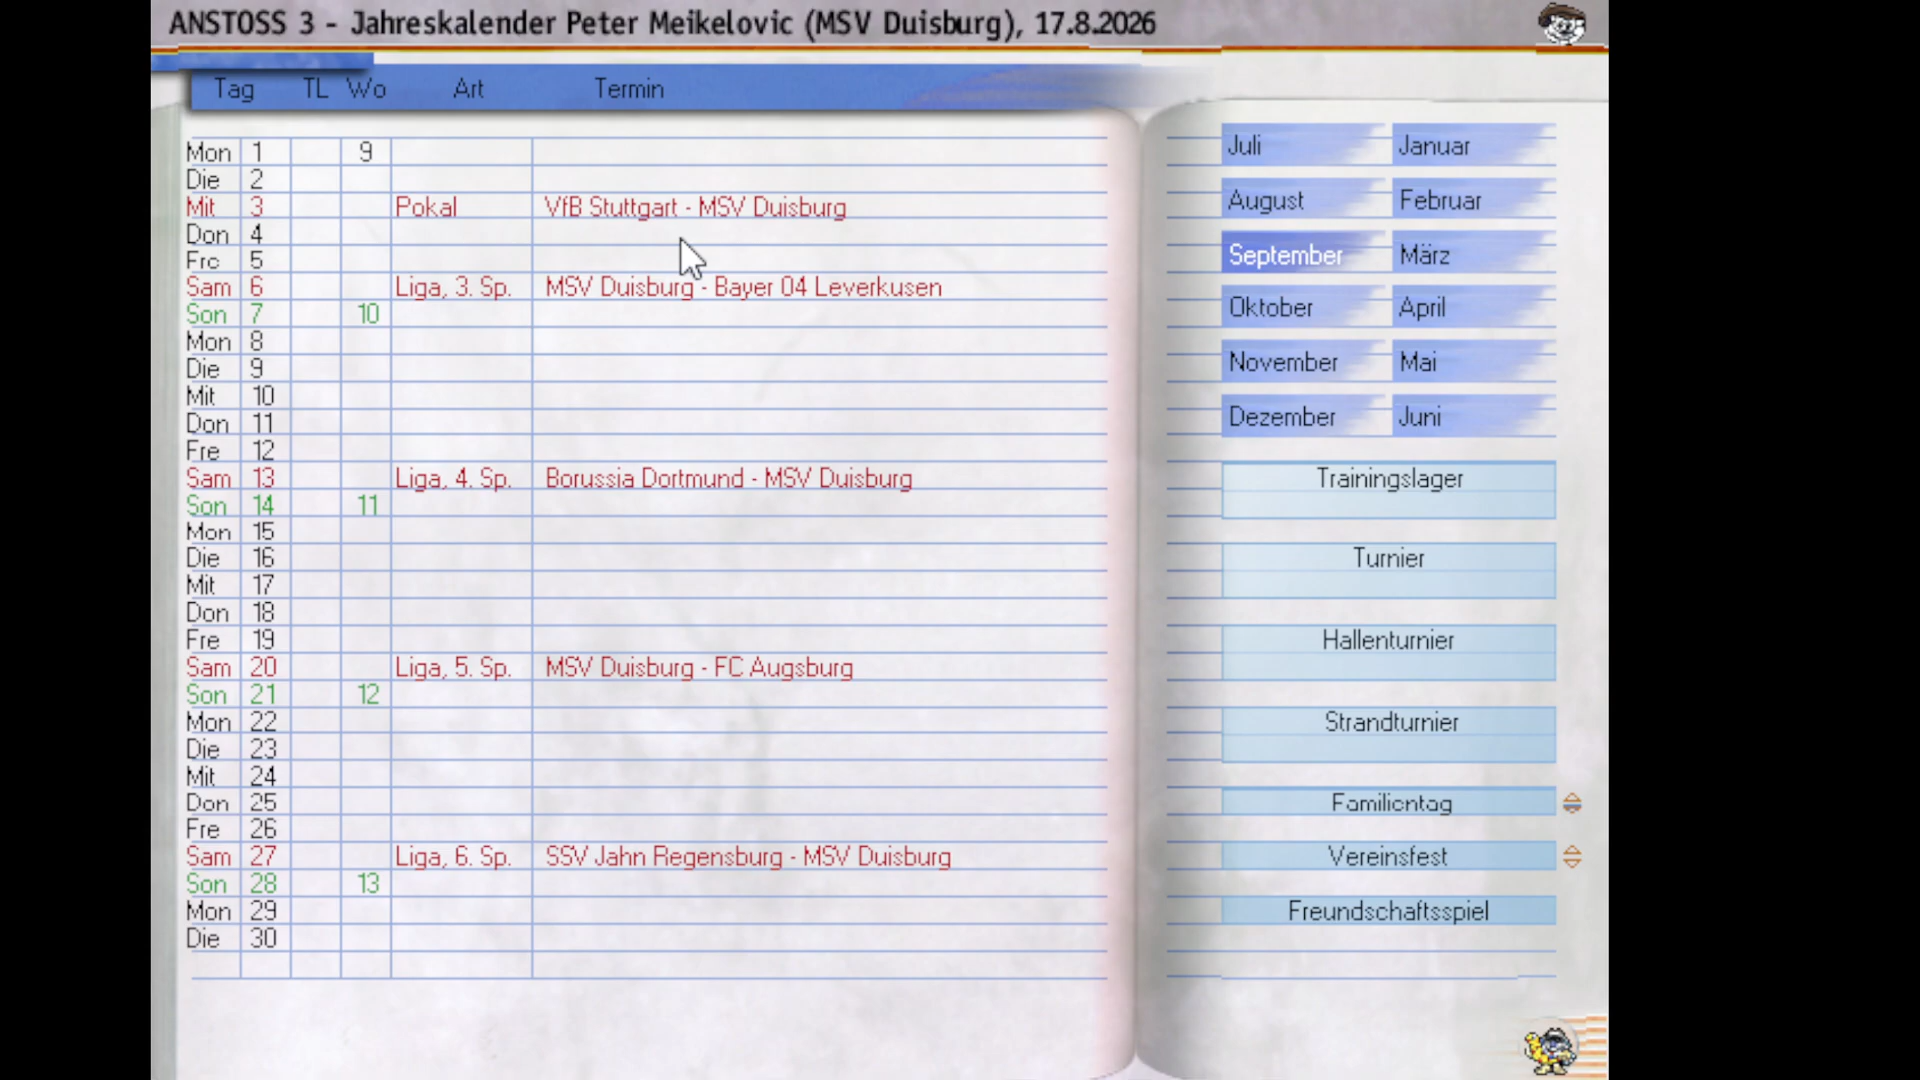 ANSTOSS 3 - Jahreskalender Peter Meikelovic (MSV Duisburg), 17.8.2026
Tag TL Wo Art Termin
Mon 1 9
Die 2
Mit 3 Pokal VfB Stuttgart - MSV Duisburg
Don 4
Fre 5
Sam 6 Liga, 3. Sp. MSV Duisburg - Bayer 04 Leverkusen
Son 7 10
Mon 8
Die 9
Mit 10
Don 11
Fre 12
Sam 13 Liga, 4. Sp. Borussia Dortmund - MSV Duisburg
Son 14 11
Mon 15
Die 16
Mit 17
Don 18
Fre 19
Sam 20 Liga, 5. Sp. MSV Duisburg - FC Augsburg
Son 21 12
Mon 22
Die 23
Mit 24
Don 25
Fre 26
Sam 27 Liga, 6. Sp. SSV Jahn Regensburg - MSV Duisburg
Son 28 13
Mon 29
Die 30
Juli Januar
August Februar
September März
Oktober April
November Mai
Dezember Juni
Trainingslager
Turnier
Hallenturnier
Strandturnier
Familientag
Vereinsfest
Freundschaftsspiel